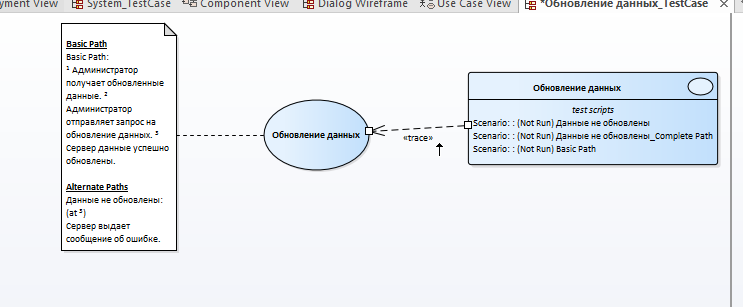 yment View
System_TestCase
Component View
Dialog Wireframe
Use Case View
*Обновление данных_TestCase
Basic Path
Basic Path:
¹ Администратор
получает обновленные
данные. ²
Администратор
отправляет запрос на
обновление данных. ³
Сервер данные успешно
обновлены.
Alternate Paths
Данные не обновлены:
(at ³)
Сервер выдает
сообщение об ошибке.
Обновление данных
«trace»
Обновление данных
test scripts
Scenario: : (Not Run) Данные не обновлены
Scenario: : (Not Run) Данные не обновлены_Complete Path
Scenario: : (Not Run) Basic Path